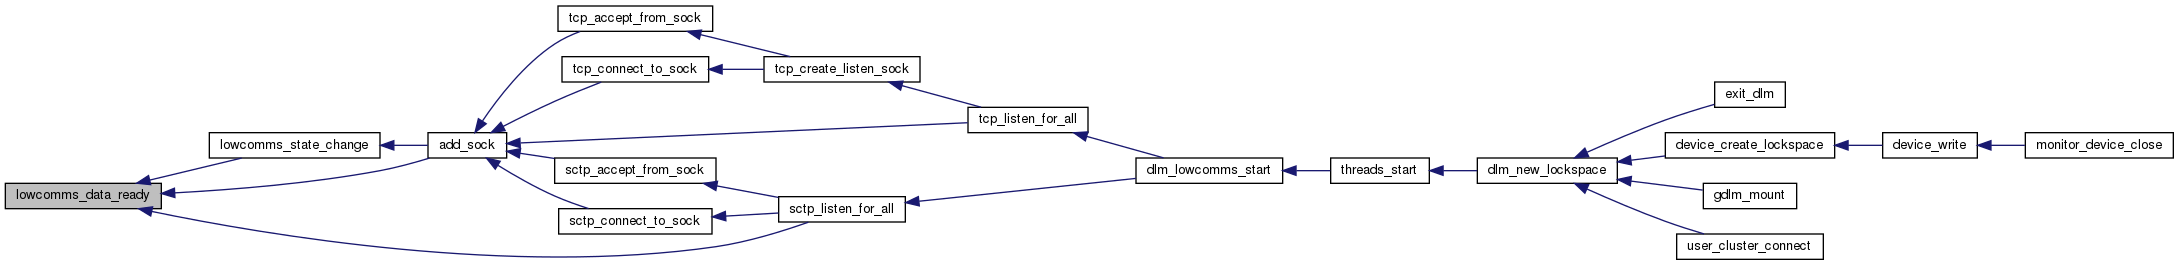 tcp_accept_from_sock
tcp_connect_to_sock
tcp_create_listen_sock
exit_dlm
tcp_listen_for_all
lowcomms_state_change
add_sock
device_create_lockspace
device_write
monitor_device_close
sctp_accept_from_sock
dlm_lowcomms_start
threads_start
dlm_new_lockspace
lowcomms_data_ready
gdlm_mount
sctp_listen_for_all
sctp_connect_to_sock
user_cluster_connect